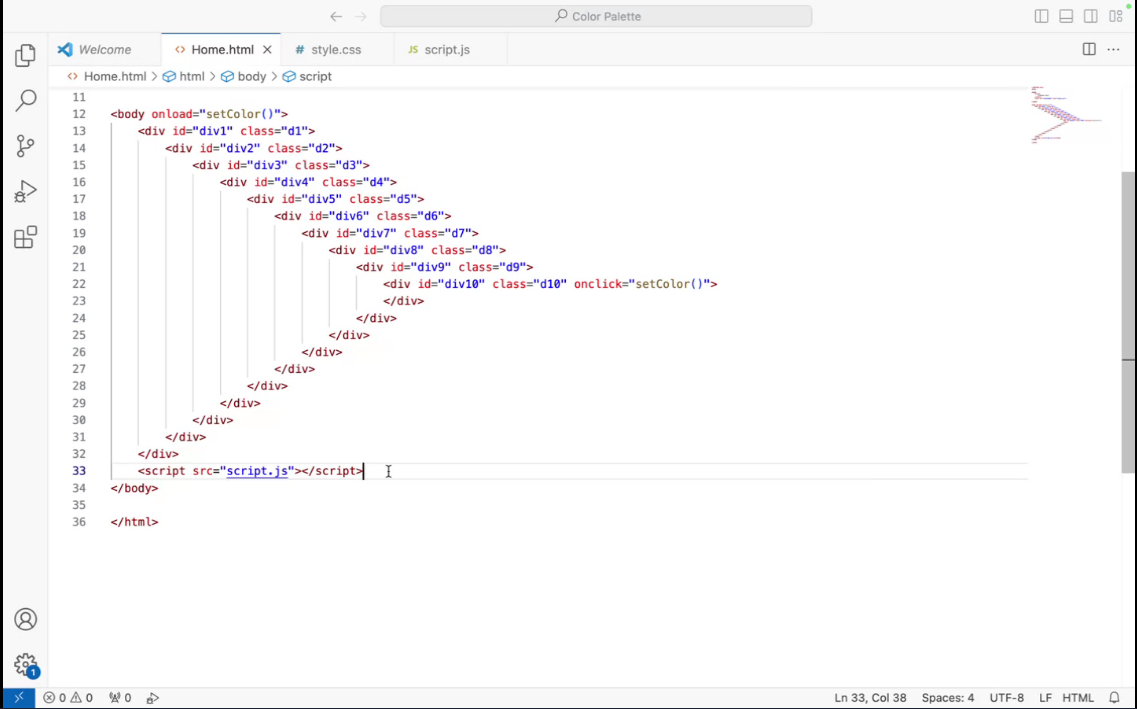 Color Palette
Welcome
Home.html
# style.css
JS script.js
Home.html > html > body > script
11
12 <body onload="setColor()">
13 <div id="div1" class="d1">
14 <div id="div2" class="d2">
15 <div id="div3" class="d3">
16 <div id="div4" class="d4">
17 <div id="div5" class="d5">
18 <div id="div6" class="d6">
19 <div id="div7" class="d7">
20 <div id="div8" class="d8">
21 <div id="div9" class="d9">
22 <div id="div10" class="d10" onclick="setColor()">
23 </div>
24 </div>
25 </div>
26 </div>
27 </div>
28 </div>
29 </div>
30 </div>
31 </div>
32 </div>
33 <script src="script.js"></script>
34 </body>
35
36 </html>
1
0 0 0
Ln 33, Col 38 Spaces: 4 UTF-8 LF HTML